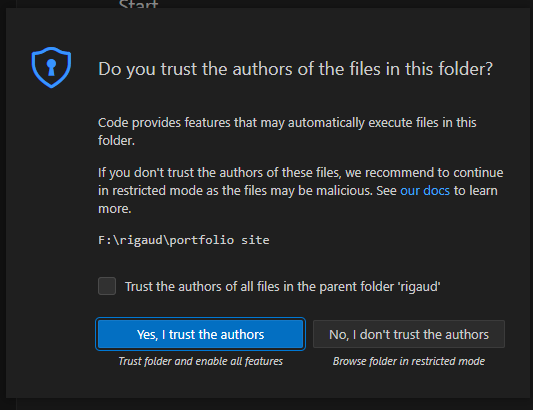 Start
Do you trust the authors of the files in this folder?
Code provides features that may automatically execute files in this
folder.
If you don't trust the authors of these files, we recommend to continue
in restricted mode as the files may be malicious. See our docs to learn
more.
F:\rigaud\portfolio site
Trust the authors of all files in the parent folder 'rigaud'
Yes, I trust the authors
No, I don't trust the authors
Trust folder and enable all features
Browse folder in restricted mode